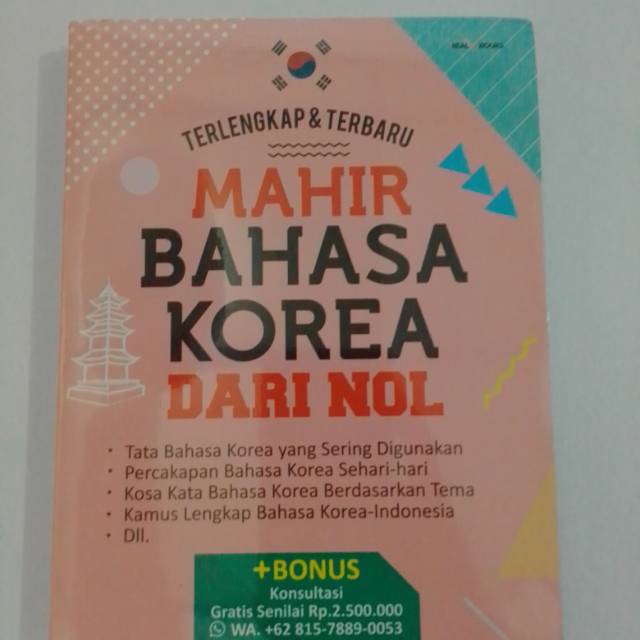 BOOKS
TERLENGKAP & TERBARU
MAHIR
BAHASA
KOREA
DARI NOL
• Tata Bahasa Korea yang Sering Digunakan
• Percakapan Bahasa Korea Sehari-hari
• Kosa Kata Bahasa Korea Berdasarkan Tema
• Kamus Lengkap Bahasa Korea-Indonesia
• Dll.
+BONUS
Konsultasi
Gratis Senilai Rp.2.500.000
WA. +62 815-7889-0053